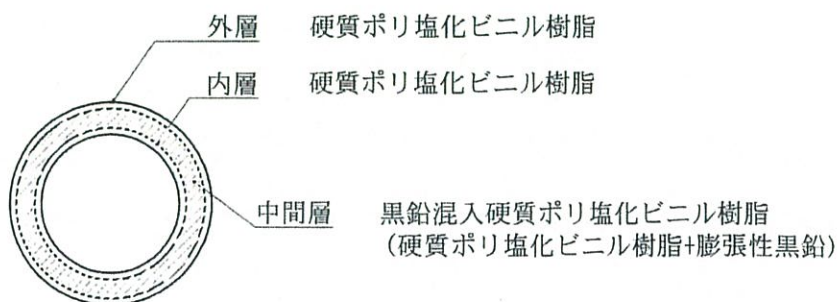 外層 硬質ポリ塩化ビニル樹脂
内層 硬質ポリ塩化ビニル樹脂
中間層 黒鉛混入硬質ポリ塩化ビニル樹脂
(硬質ポリ塩化ビニル樹脂+膨張性黒鉛)